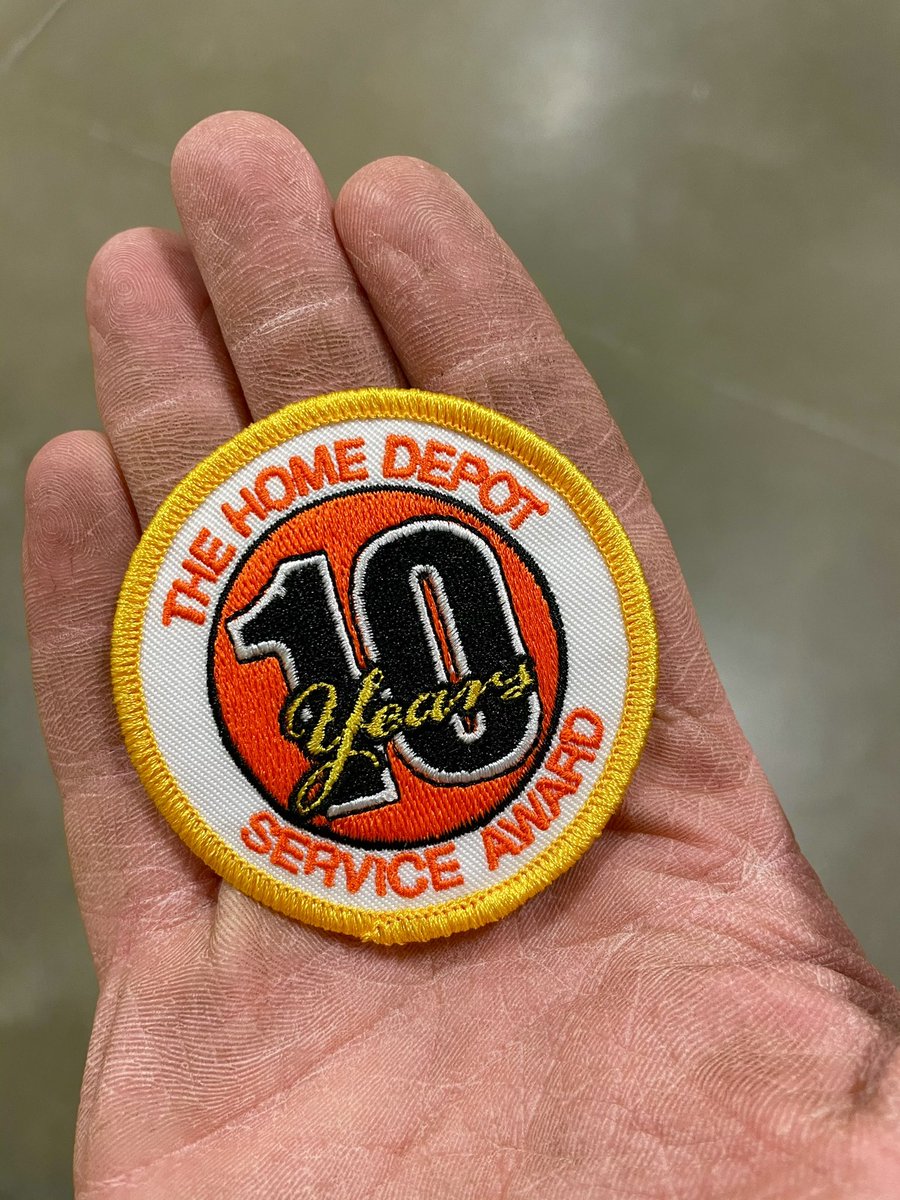 THE HOME DEPOT
10
Years
SERVICE AWARD